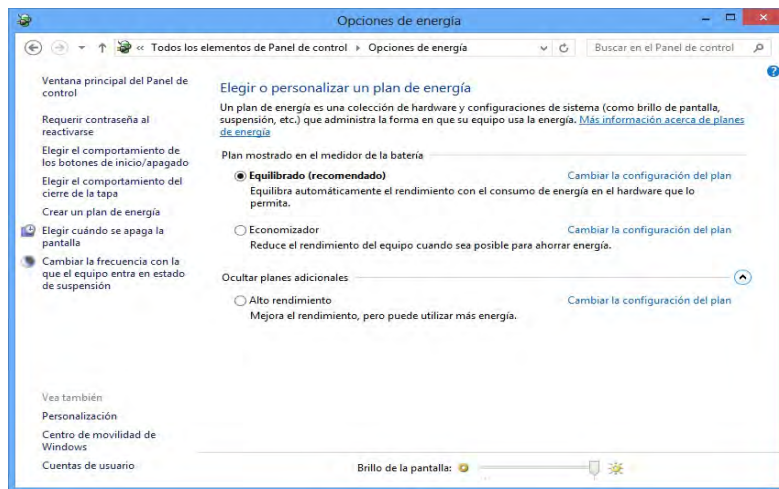 Opciones de energía
« Todos los elementos de Panel de control ▸ Opciones de energía
Buscar en el Panel de control
Ventana principal del Panel de
control
Requerir contraseña al
reactivarse
Elegir el comportamiento de
los botones de inicio/apagado
Elegir el comportamiento del
cierre de la tapa
Crear un plan de energía
Elegir cuándo se apaga la
pantalla
Cambiar la frecuencia con la
que el equipo entra en estado
de suspensión
Vea también
Personalización
Centro de movilidad de
Windows
Cuentas de usuario
Elegir o personalizar un plan de energía
Un plan de energía es una colección de hardware y configuraciones de sistema (como brillo de pantalla,
suspensión, etc.) que administra la forma en que su equipo usa la energía. Más información acerca de planes
de energía
Plan mostrado en el medidor de la batería
Equilibrado (recomendado) Cambiar la configuración del plan
Equilibra automáticamente el rendimiento con el consumo de energía en el hardware que lo
permita.
Economizador Cambiar la configuración del plan
Reduce el rendimiento del equipo cuando sea posible para ahorrar energía.
Ocultar planes adicionales
Alto rendimiento Cambiar la configuración del plan
Mejora el rendimiento, pero puede utilizar más energía.
Brillo de la pantalla: